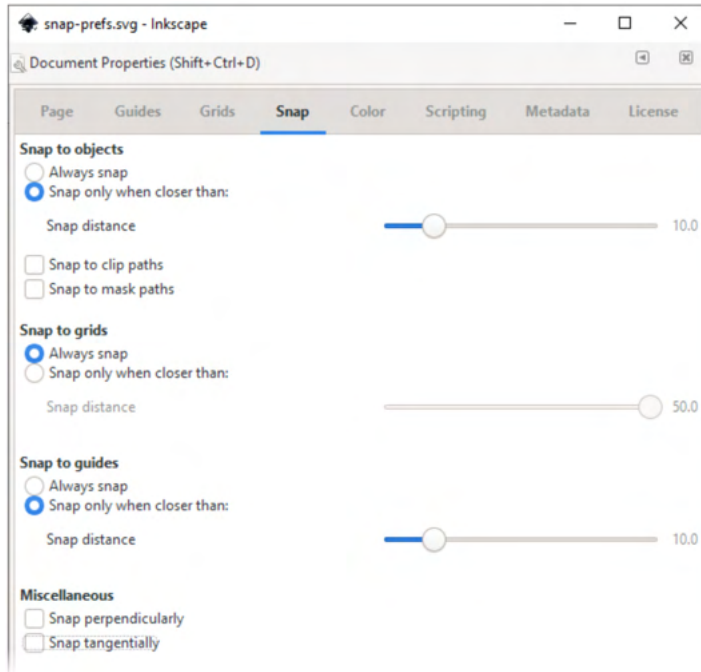 snap-prefs.svg - Inkscape
Document Properties (Shift+Ctrl+D)
Page Guides Grids Snap Color Scripting Metadata License
Snap to objects
Always snap
Snap only when closer than:
Snap distance 10.0
Snap to clip paths
Snap to mask paths
Snap to grids
Always snap
Snap only when closer than:
Snap distance 50.0
Snap to guides
Always snap
Snap only when closer than:
Snap distance 10.0
Miscellaneous
Snap perpendicularly
Snap tangentially